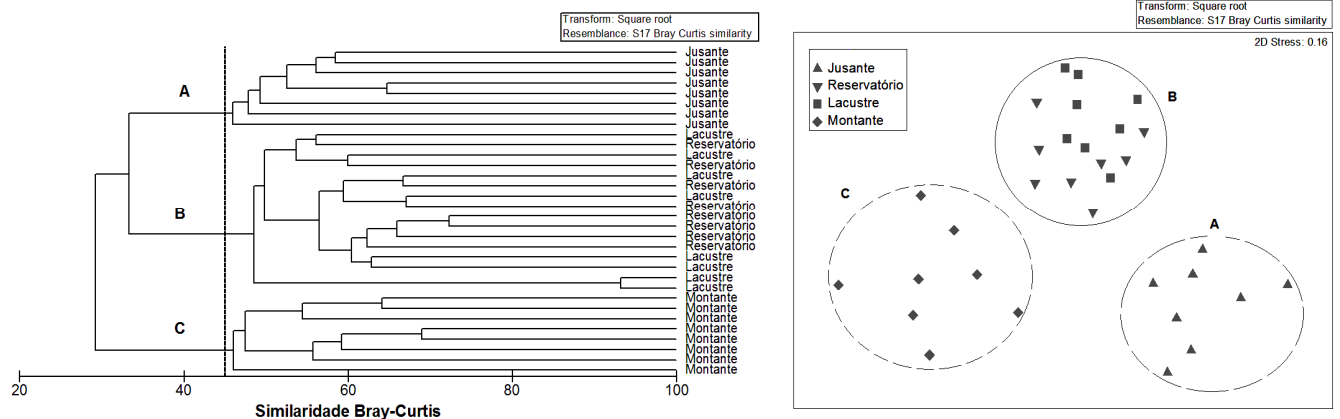 Transform: Square root
Resemblance: S17 Bray Curtis similarity
A
B
C
Jusante
Jusante
Jusante
Jusante
Jusante
Jusante
Jusante
Jusante
Lacustre
Reservatório
Lacustre
Reservatório
Lacustre
Reservatório
Lacustre
Reservatório
Reservatório
Reservatório
Reservatório
Reservatório
Lacustre
Lacustre
Lacustre
Lacustre
Montante
Montante
Montante
Montante
Montante
Montante
Montante
Montante
20 40 60 80 100
Similaridade Bray-Curtis
Transform: Square root
Resemblance: S17 Bray Curtis similarity
2D Stress: 0.16
Jusante
Reservatório
Lacustre
Montante
B
C
A